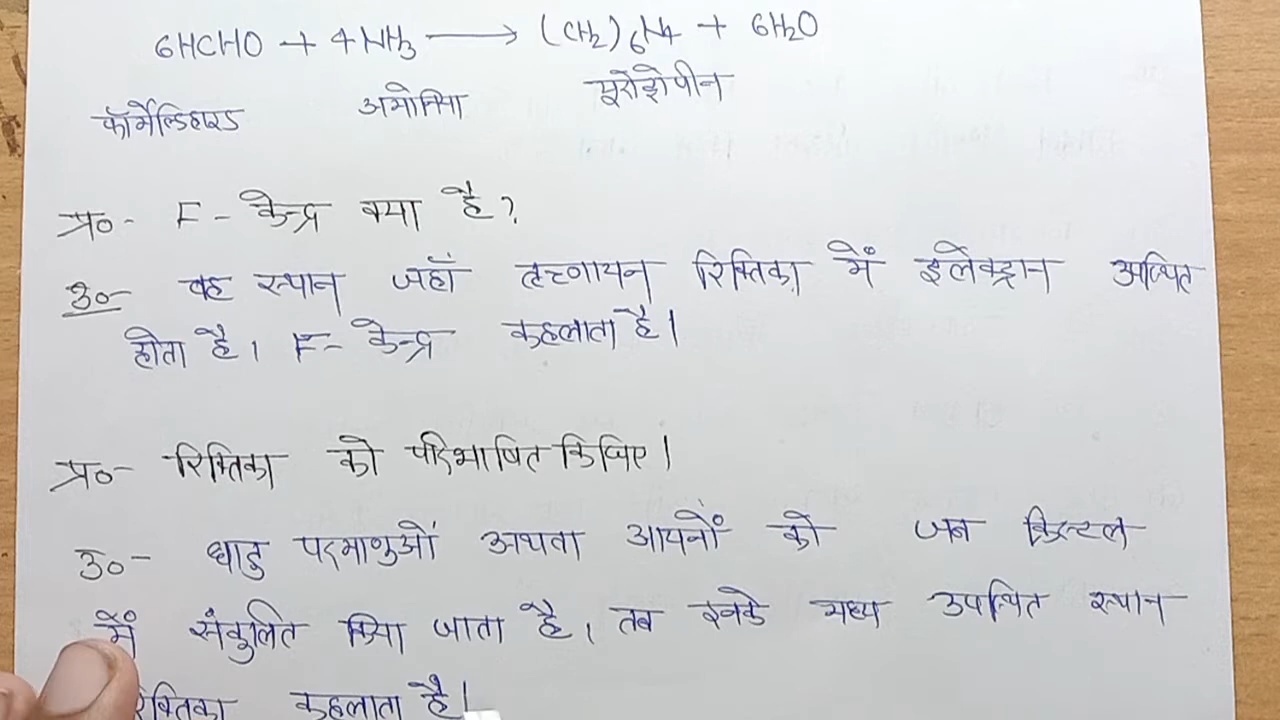 6HCHO + 4NH3 ⟶ (CH2)6N4 + 6H2O
फॉर्मेल्डिहाइड अमोनिया यूरोट्रोपीन
प्र०- F- केन्द्र क्या है?
उ०- वह स्थान जहाँ ऋणायन रिक्तिका में इलेक्ट्रान उपस्थित
होता है। F- केन्द्र कहलाता है।
प्र०- रिक्तिका को परिभाषित किजिए।
उ०- धातु परमाणुओं अथवा आयनों को जब क्रिस्टल
में संकुलित किया जाता है, तब इनके मध्य उपस्थित स्थान
रिक्तिका कहलाता है।